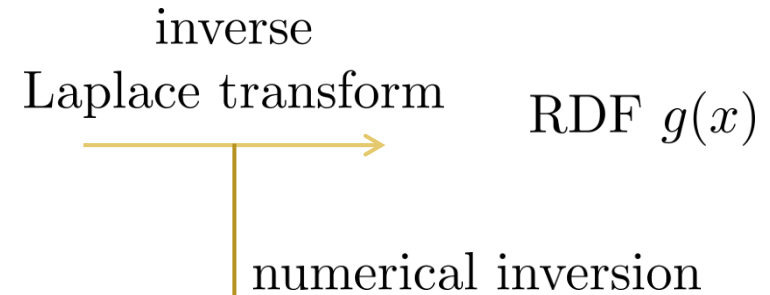 inverse
Laplace transform
RDF g(x)
numerical inversion